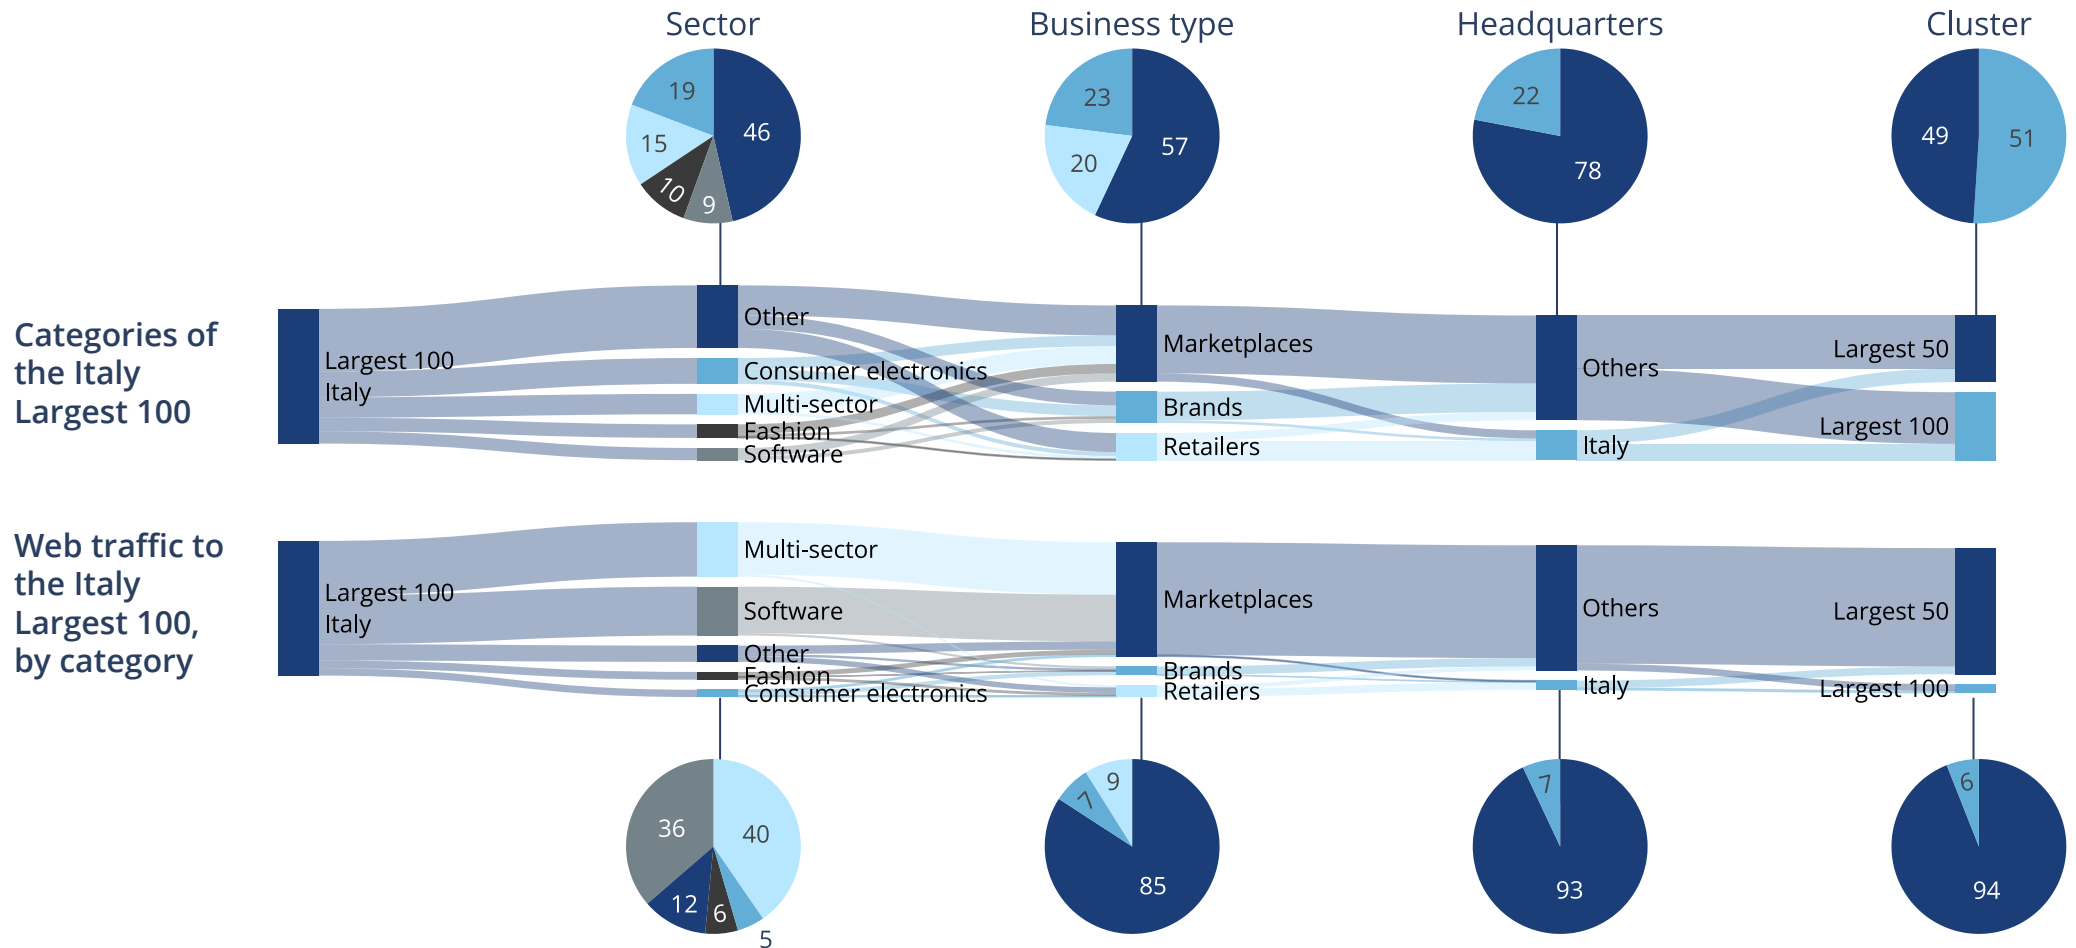 Sector
Business type
Headquarters
Cluster
19
46
15
10
9
23
57
20
22
78
49
51
Categories of
the Italy
Largest 100
Largest 100
Italy
Other
Consumer electronics
Multi-sector
Fashion
Software
Marketplaces
Brands
Retailers
Others
Italy
Largest 50
Largest 100
Web traffic to
the Italy
Largest 100,
by category
Largest 100
Italy
Multi-sector
Software
Other
Fashion
Consumer electronics
Marketplaces
Brands
Retailers
Others
Italy
Largest 50
Largest 100
36
40
12
6
5
9
7
85
7
93
6
94